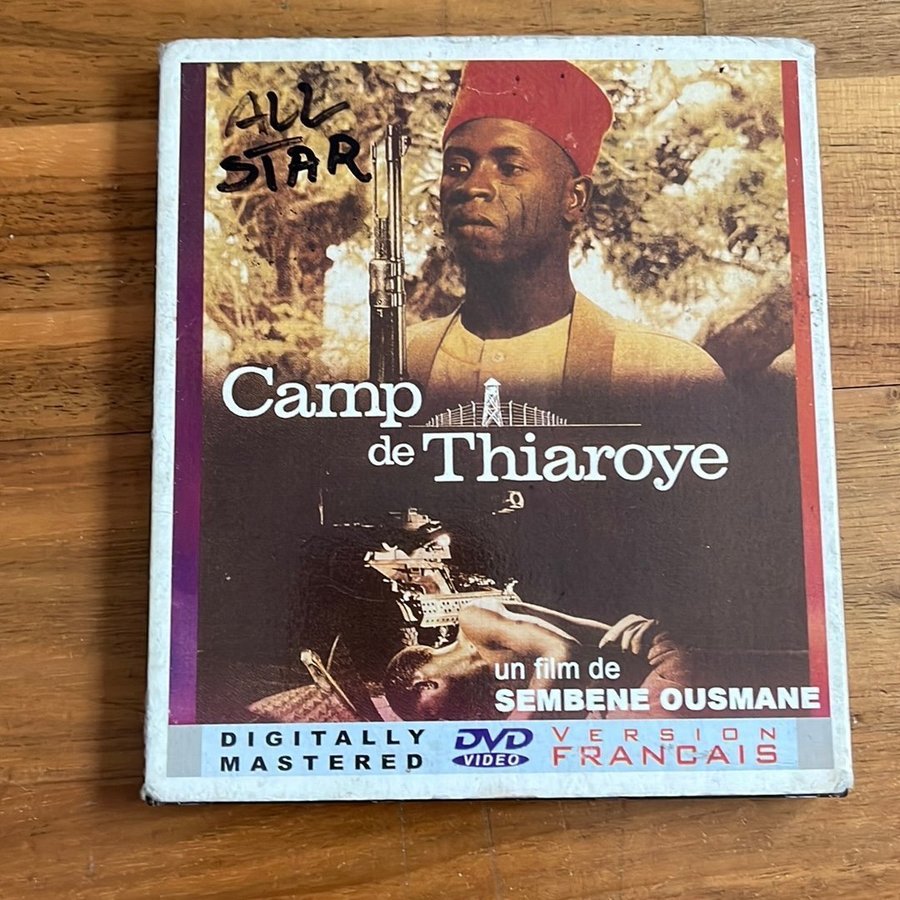 ALL
STAR
Camp
de Thiaroye
un film de
SEMBENE OUSMANE
DIGITALLY
MASTERED
DVD
VIDEO
VERSION
FRANCAIS